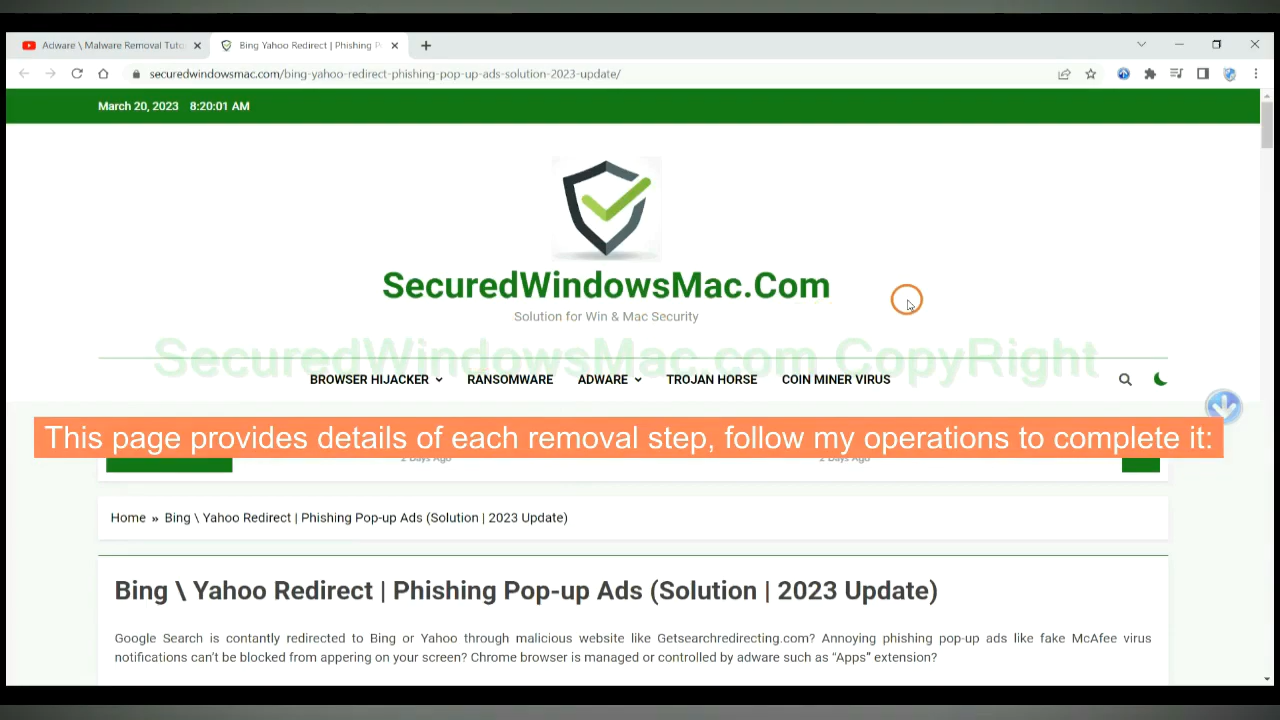 Adware \ Malware Removal Tuto
Bing Yahoo Redirect | Phishing P
securedwindowsmac.com/bing-yahoo-redirect-phishing-pop-up-ads-solution-2023-update/
March 20, 2023 8:20:01 AM
SecuredWindowsMac.Com
Solution for Win & Mac Security
SecuredWindowsMac.com CopyRight
BROWSER HIJACKER RANSOMWARE ADWARE TROJAN HORSE COIN MINER VIRUS
This page provides details of each removal step, follow my operations to complete it:
2 Days Ago 2 Days Ago
Home » Bing \ Yahoo Redirect | Phishing Pop-up Ads (Solution | 2023 Update)
Bing \ Yahoo Redirect | Phishing Pop-up Ads (Solution | 2023 Update)
Google Search is contantly redirected to Bing or Yahoo through malicious website like Getsearchredirecting.com? Annoying phishing pop-up ads like fake McAfee virus
notifications can’t be blocked from appering on your screen? Chrome browser is managed or controlled by adware such as “Apps” extension?